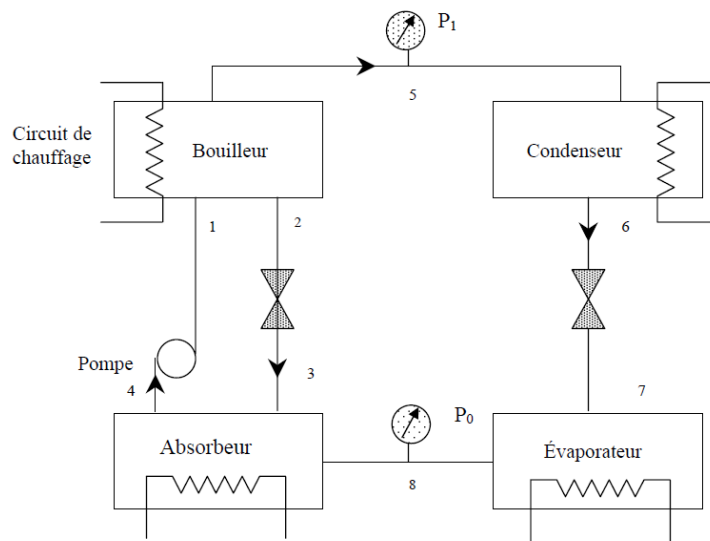 P1
5
Circuit de
chauffage
Bouilleur
Condenseur
1
2
6
Pompe
4
3
7
P0
Absorbeur
Évaporateur
8